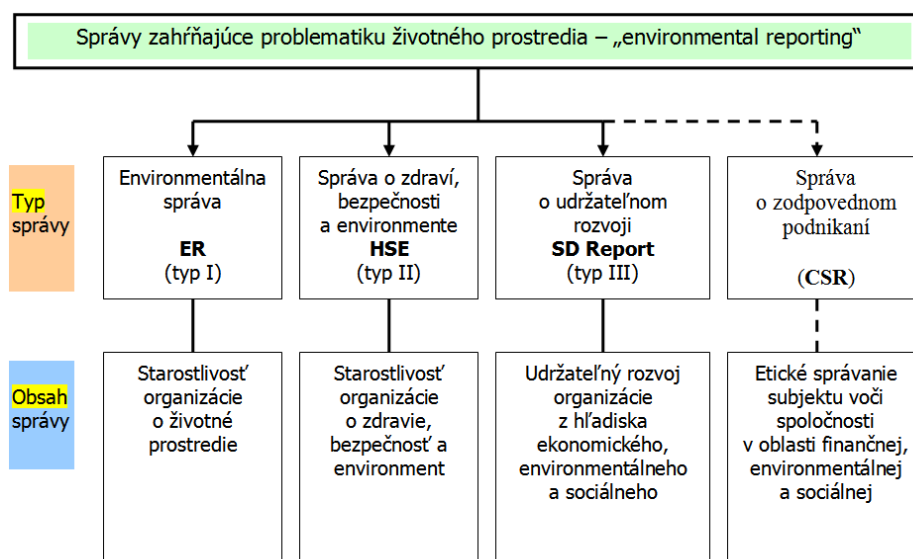 Správy zahŕňajúce problematiku životného prostredia – „environmental reporting“
Typ
správy
Environmentálna
správa
ER
(typ I)
Správa o zdraví,
bezpečnosti
a environmente
HSE
(typ II)
Správa
o udržateľnom
rozvoji
SD Report
(typ III)
Správa
o zodpovednom
podnikaní
(CSR)
Obsah
správy
Starostlivosť
organizácie
o životné
prostredie
Starostlivosť
organizácie
o zdravie,
bezpečnosť a
environment
Udržateľný rozvoj
organizácie
z hľadiska
ekonomického,
environmentálneho
a sociálneho
Etické správanie
subjektu voči
spoločnosti
v oblasti finančnej,
environmentálnej
a sociálnej